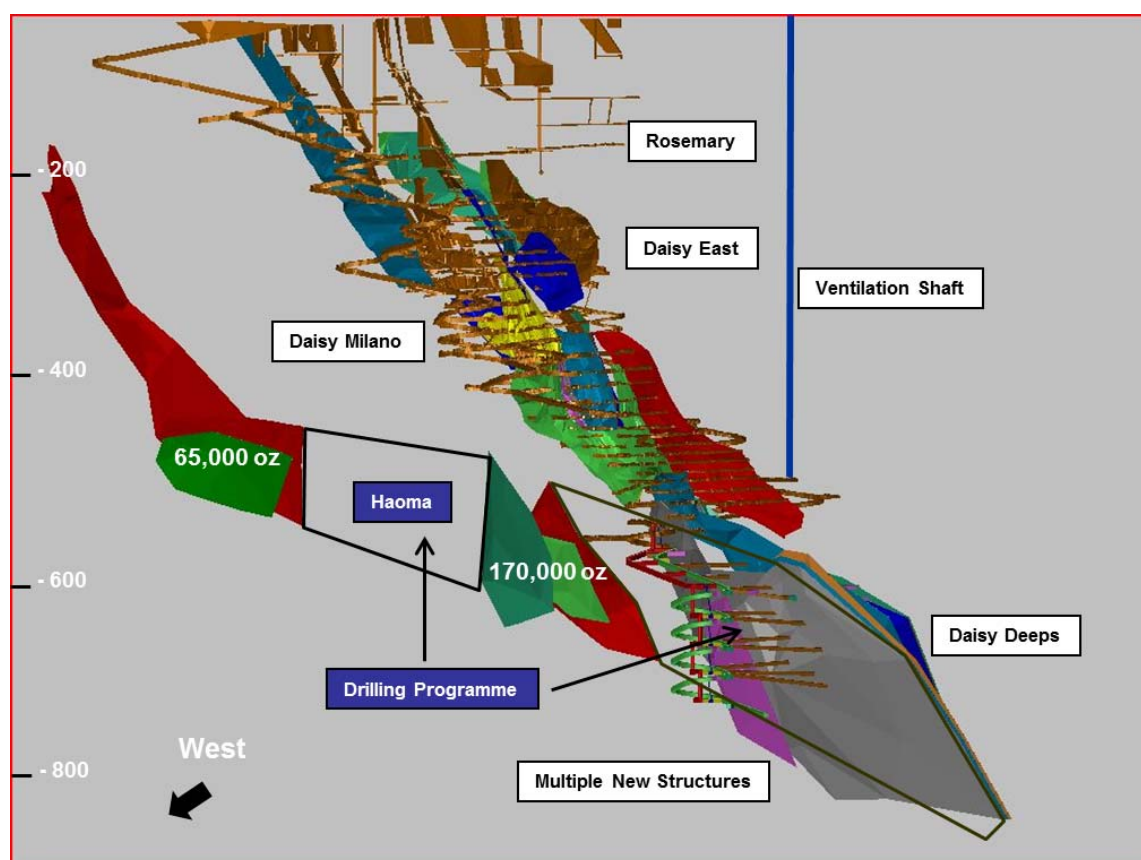 Rosemary
- 200
Daisy East
Ventilation Shaft
Daisy Milano
- 400
65,000 oz
Haoma
170,000 oz
- 600
Daisy Deeps
Drilling Programme
West
Multiple New Structures
- 800